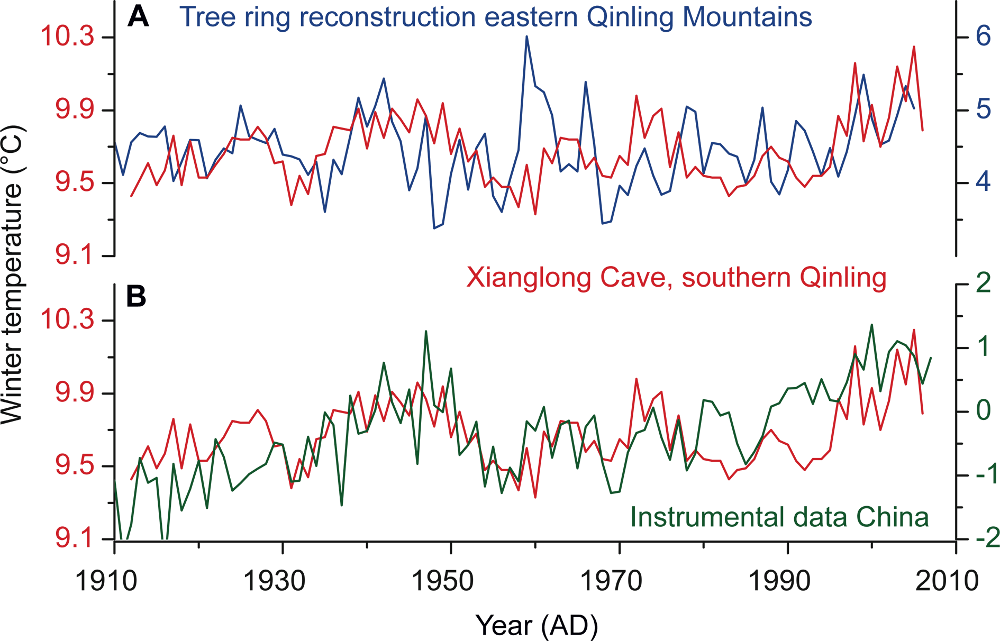 A Tree ring reconstruction eastern Qinling Mountains
10.3
9.9
9.5
9.1
6
5
4
Winter temperature (°C)
Xianglong Cave, southern Qinling
B
10.3
9.9
9.5
9.1
2
1
0
-1
-2
Instrumental data China
1910 1930 1950 1970 1990 2010
Year (AD)